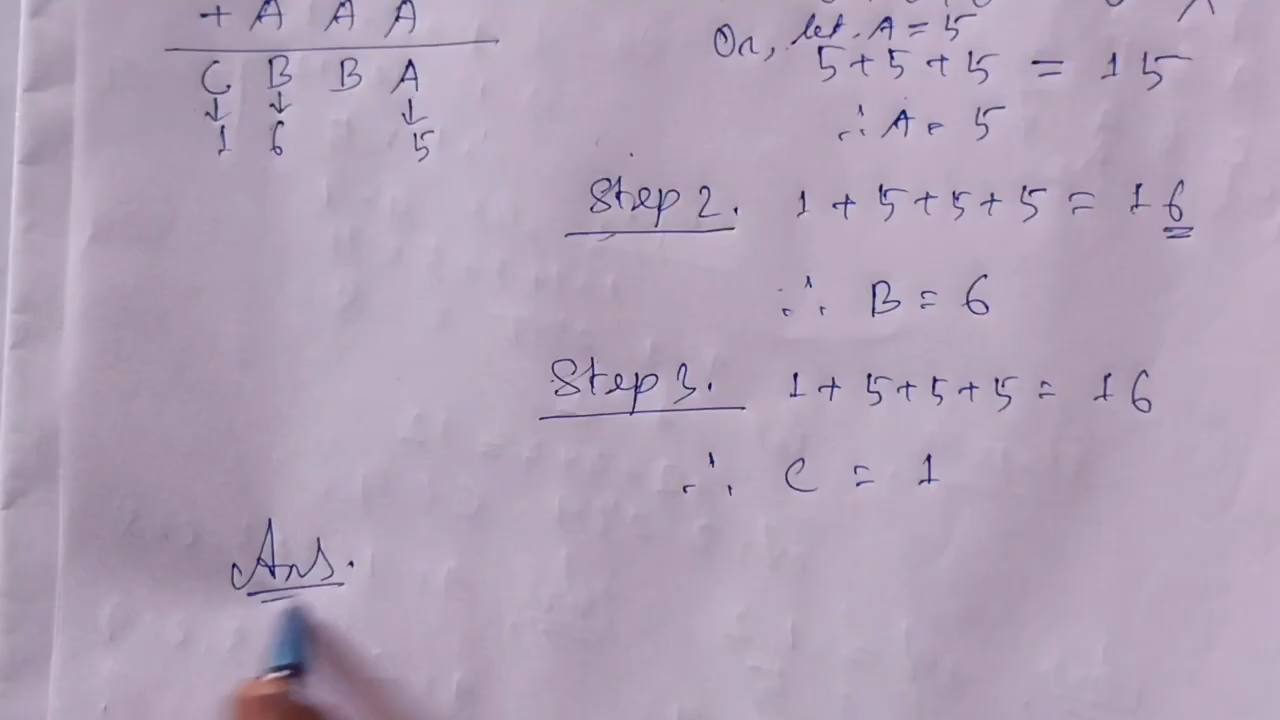 + A A A
C B B A
↓ ↓ ↓
1 6 5
Or, let A = 5
5 + 5 + 5 = 15
∴ A = 5
Step 2. 1 + 5 + 5 + 5 = 16
∴ B = 6
Step 3. 1 + 5 + 5 + 5 = 16
∴ C = 1
Ans.